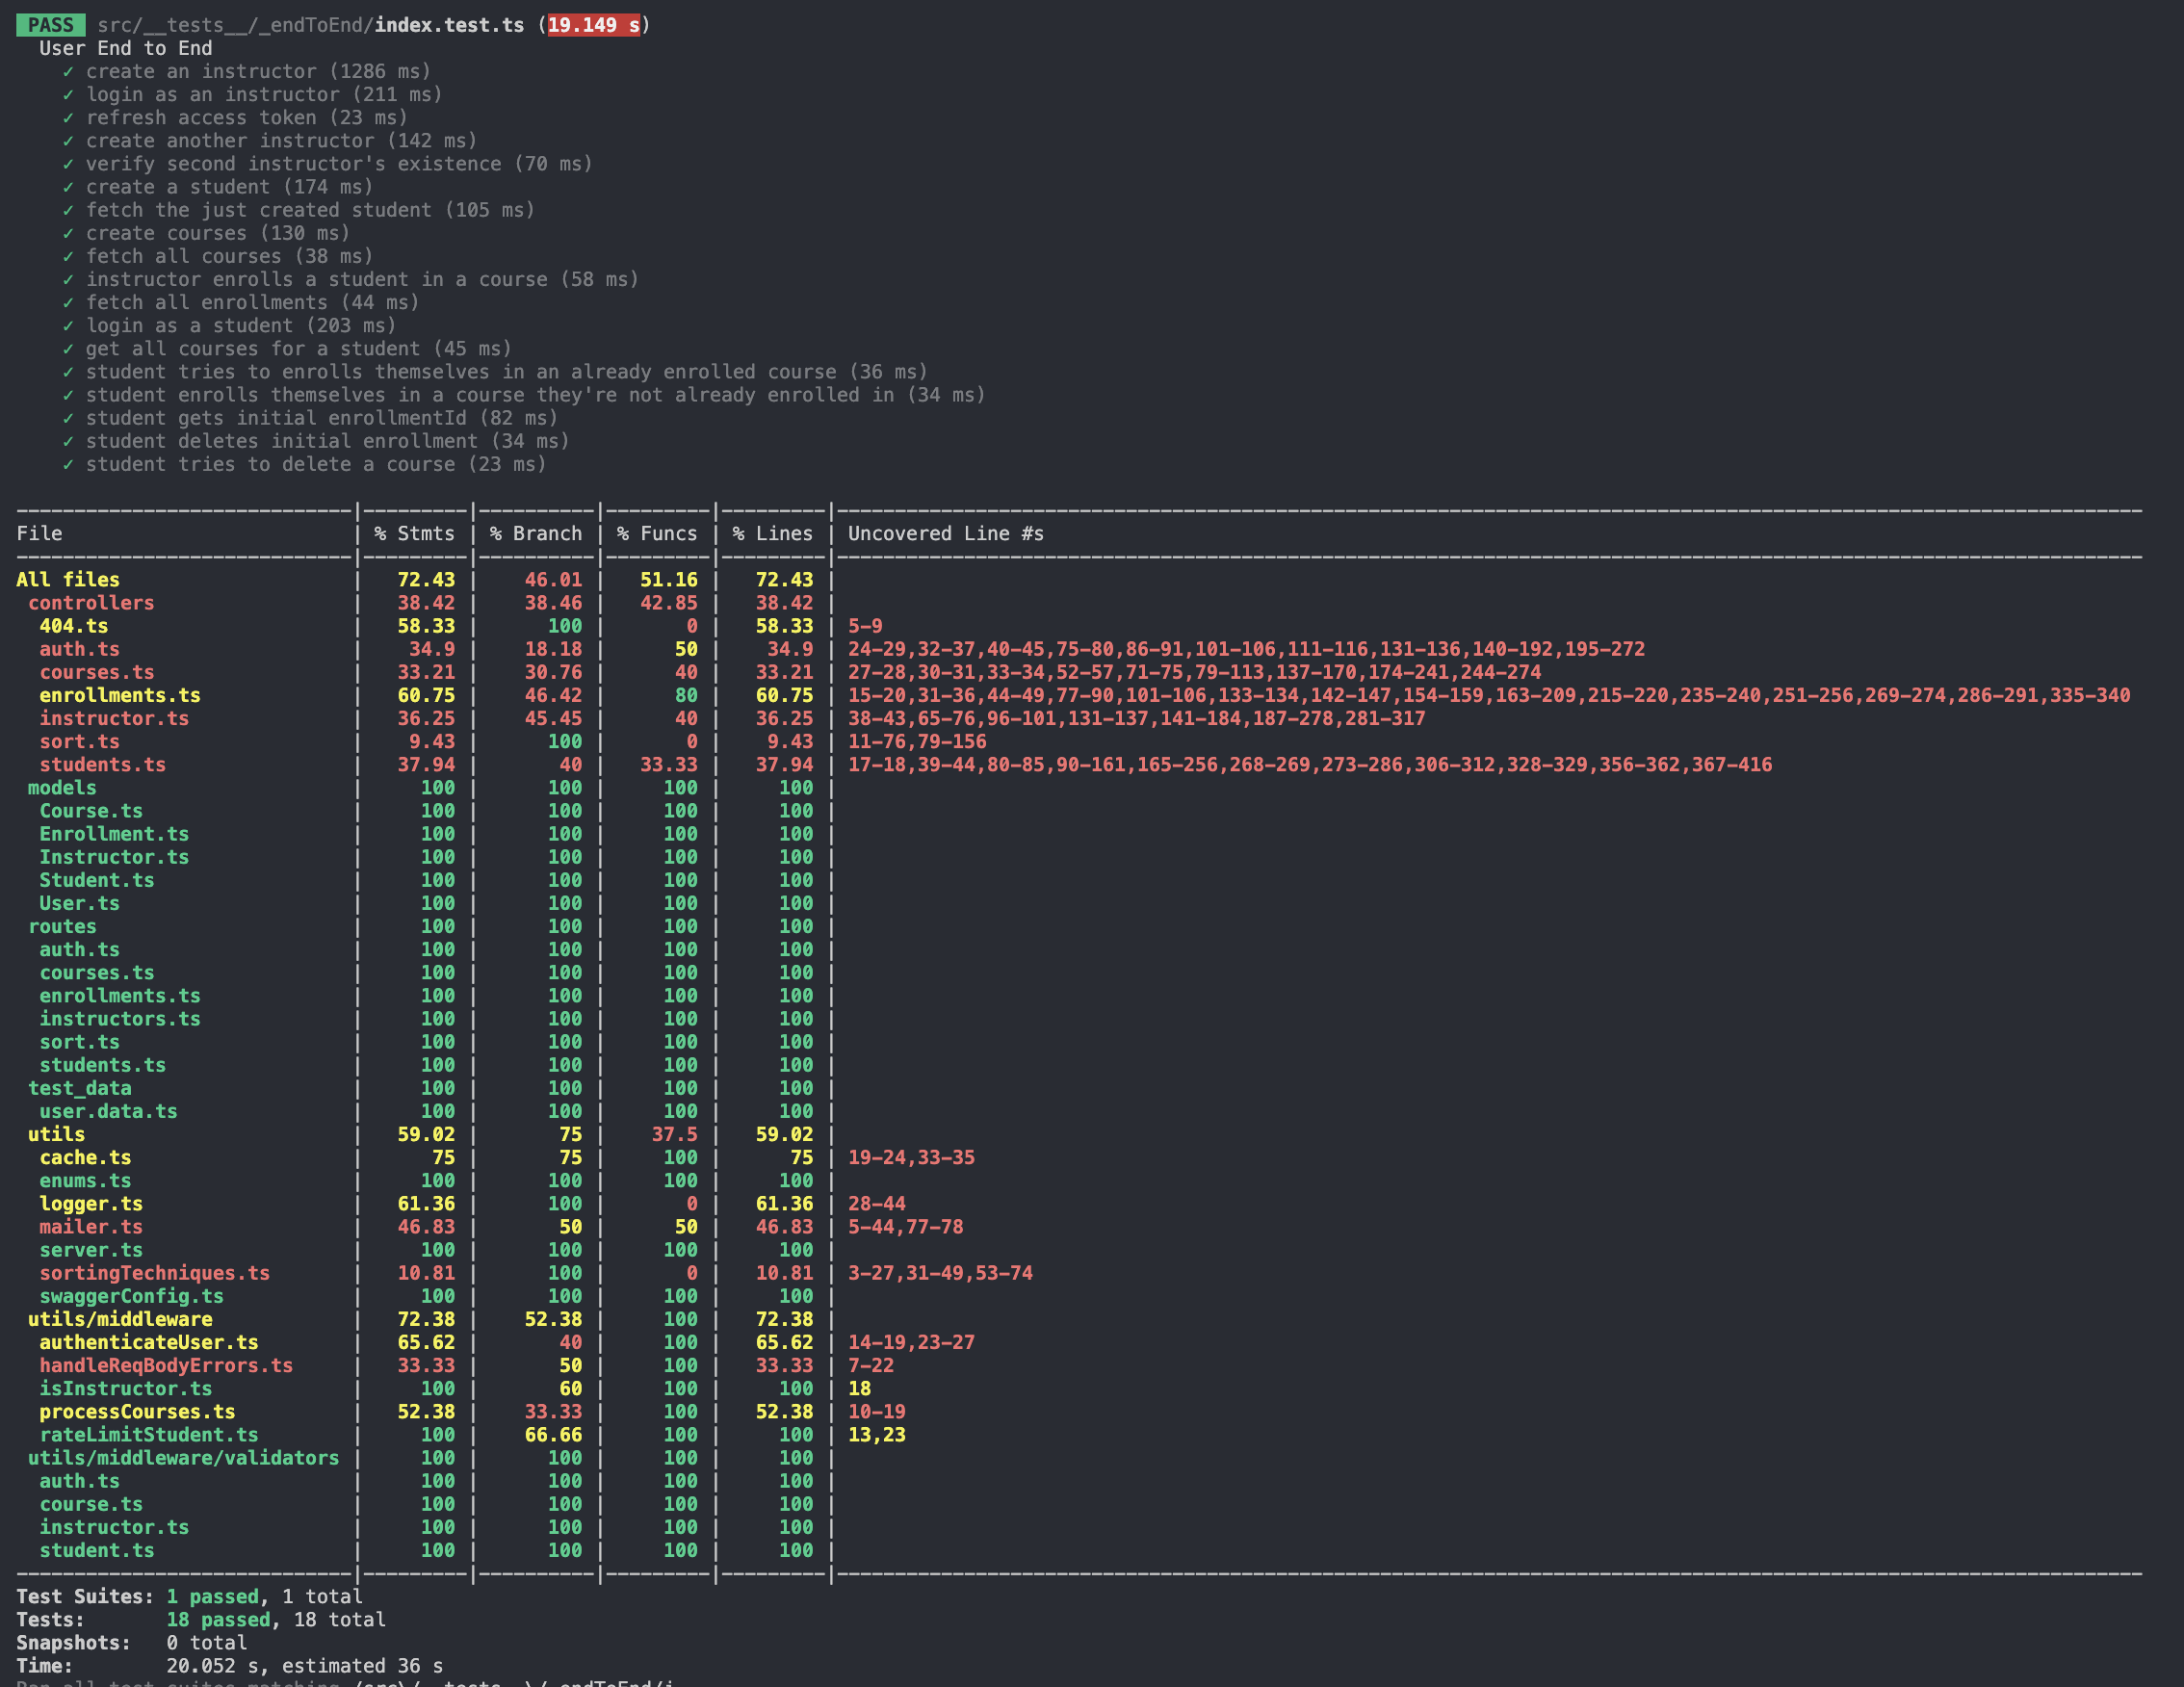 PASS src/__tests__/_endToEnd/index.test.ts (19.149 s)
User End to End
✓ create an instructor (1286 ms)
✓ login as an instructor (211 ms)
✓ refresh access token (23 ms)
✓ create another instructor (142 ms)
✓ verify second instructor's existence (70 ms)
✓ create a student (174 ms)
✓ fetch the just created student (105 ms)
✓ create courses (130 ms)
✓ fetch all courses (38 ms)
✓ instructor enrolls a student in a course (58 ms)
✓ fetch all enrollments (44 ms)
✓ login as a student (203 ms)
✓ get all courses for a student (45 ms)
✓ student tries to enrolls themselves in an already enrolled course (36 ms)
✓ student enrolls themselves in a course they're not already enrolled in (34 ms)
✓ student gets initial enrollmentId (82 ms)
✓ student deletes initial enrollment (34 ms)
✓ student tries to delete a course (23 ms)
File | % Stmts | % Branch | % Funcs | % Lines | Uncovered Line #s
All files | 72.43 | 46.01 | 51.16 | 72.43 |
controllers | 38.42 | 38.46 | 42.85 | 38.42 |
404.ts | 58.33 | 100 | 0 | 58.33 | 5-9
auth.ts | 34.9 | 18.18 | 50 | 34.9 | 24-29,32-37,40-45,75-80,86-91,101-106,111-116,131-136,140-192,195-272
courses.ts | 33.21 | 30.76 | 40 | 33.21 | 27-28,30-31,33-34,52-57,71-75,79-113,137-170,174-241,244-274
enrollments.ts | 60.75 | 46.42 | 80 | 60.75 | 15-20,31-36,44-49,77-90,101-106,133-134,142-147,154-159,163-209,215-220,235-240,251-256,269-274,286-291,335-340
instructor.ts | 36.25 | 45.45 | 40 | 36.25 | 38-43,65-76,96-101,131-137,141-184,187-278,281-317
sort.ts | 9.43 | 100 | 0 | 9.43 | 11-76,79-156
students.ts | 37.94 | 40 | 33.33 | 37.94 | 17-18,39-44,80-85,90-161,165-256,268-269,273-286,306-312,328-329,356-362,367-416
models | 100 | 100 | 100 | 100 |
Course.ts | 100 | 100 | 100 | 100 |
Enrollment.ts | 100 | 100 | 100 | 100 |
Instructor.ts | 100 | 100 | 100 | 100 |
Student.ts | 100 | 100 | 100 | 100 |
User.ts | 100 | 100 | 100 | 100 |
routes | 100 | 100 | 100 | 100 |
auth.ts | 100 | 100 | 100 | 100 |
courses.ts | 100 | 100 | 100 | 100 |
enrollments.ts | 100 | 100 | 100 | 100 |
instructors.ts | 100 | 100 | 100 | 100 |
sort.ts | 100 | 100 | 100 | 100 |
students.ts | 100 | 100 | 100 | 100 |
test_data | 100 | 100 | 100 | 100 |
user.data.ts | 100 | 100 | 100 | 100 |
utils | 59.02 | 75 | 37.5 | 59.02 |
cache.ts | 75 | 75 | 100 | 75 | 19-24,33-35
enums.ts | 100 | 100 | 100 | 100 |
logger.ts | 61.36 | 100 | 0 | 61.36 | 28-44
mailer.ts | 46.83 | 50 | 50 | 46.83 | 5-44,77-78
server.ts | 100 | 100 | 100 | 100 |
sortingTechniques.ts | 10.81 | 100 | 0 | 10.81 | 3-27,31-49,53-74
swaggerConfig.ts | 100 | 100 | 100 | 100 |
utils/middleware | 72.38 | 52.38 | 100 | 72.38 |
authenticateUser.ts | 65.62 | 40 | 100 | 65.62 | 14-19,23-27
handleReqBodyErrors.ts | 33.33 | 50 | 100 | 33.33 | 7-22
isInstructor.ts | 100 | 60 | 100 | 100 | 18
processCourses.ts | 52.38 | 33.33 | 100 | 52.38 | 10-19
rateLimitStudent.ts | 100 | 66.66 | 100 | 100 | 13,23
utils/middleware/validators | 100 | 100 | 100 | 100 |
auth.ts | 100 | 100 | 100 | 100 |
course.ts | 100 | 100 | 100 | 100 |
instructor.ts | 100 | 100 | 100 | 100 |
student.ts | 100 | 100 | 100 | 100 |
Test Suites: 1 passed, 1 total
Tests: 18 passed, 18 total
Snapshots: 0 total
Time: 20.052 s, estimated 36 s
Ran all test suites matching